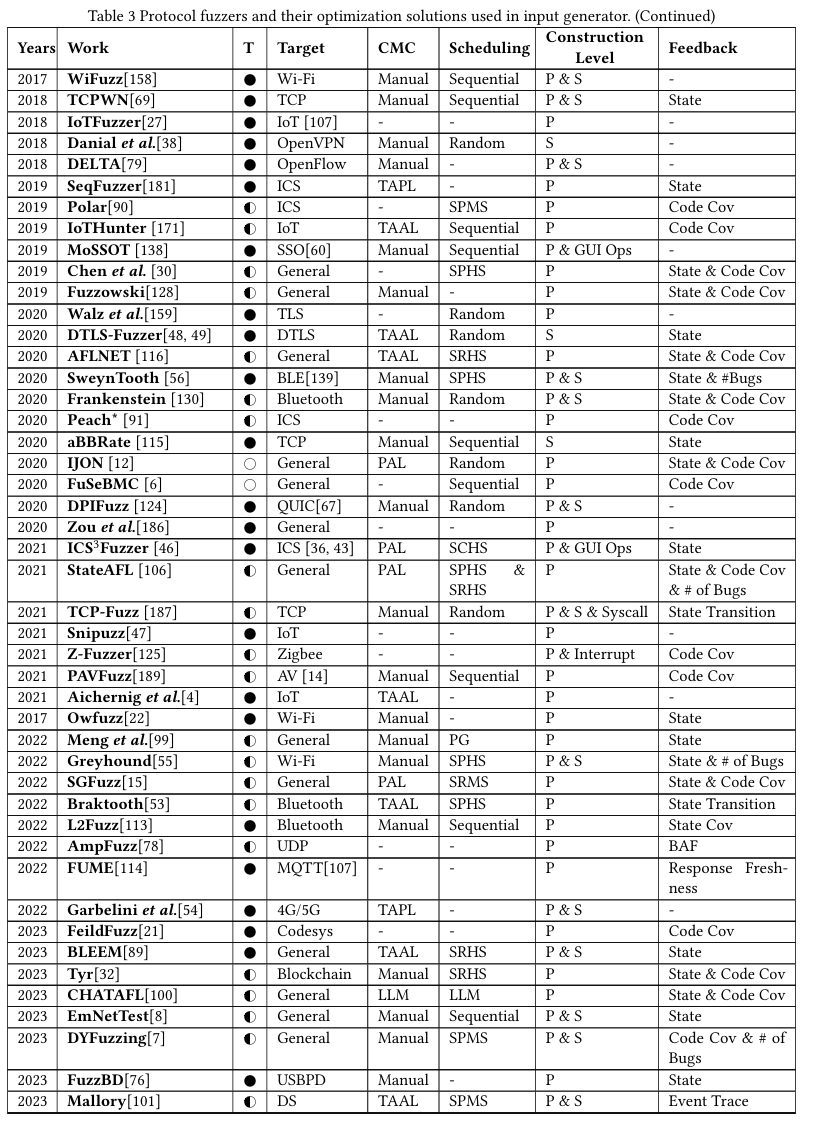 Table 3 Protocol fuzzers and their optimization solutions used in input generator. (Continued)
Years Work T Target CMC Scheduling Construction Level Feedback
2017 WiFuzz[158] ● Wi-Fi Manual Sequential P & S -
2018 TCPWN[69] ● TCP Manual Sequential P & S State
2018 IoTFuzzer[27] ● IoT [107] - - P -
2018 Danial et al.[38] ● OpenVPN Manual Random S -
2018 DELTA[79] ● OpenFlow Manual - P & S -
2019 SeqFuzzer[181] ● ICS TAPL - P State
2019 Polar[90] ◐ ICS - SPMS P Code Cov
2019 IoTHunter [171] ◐ IoT TAAL Sequential P Code Cov
2019 MoSSOT [138] ● SSO[60] Manual Sequential P & GUI Ops -
2019 Chen et al. [30] ◐ General - SPHS P State & Code Cov
2019 Fuzzowski[128] ◐ General Manual - P State & Code Cov
2020 Walz et al.[159] ● TLS - Random P -
2020 DTLS-Fuzzer[48, 49] ● DTLS TAAL Random S State
2020 AFLNET [116] ◐ General TAAL SRHS P State & Code Cov
2020 SweynTooth [56] ● BLE[139] Manual SPHS P & S State & #Bugs
2020 Frankenstein [130] ◐ Bluetooth Manual Random P & S State & Code Cov
2020 Peach* [91] ◐ ICS - - P Code Cov
2020 aBBRate [115] ● TCP Manual Sequential S State
2020 IJON [12] ○ General PAL Random P State & Code Cov
2020 FuSeBMC [6] ○ General - Sequential P Code Cov
2020 DPIFuzz [124] ● QUIC[67] Manual Random P & S -
2020 Zou et al.[186] ● General - - P -
2021 ICS³Fuzzer [46] ● ICS [36, 43] PAL SCHS P & GUI Ops State
2021 StateAFL [106] ◐ General PAL SPHS & P State & Code Cov
SRHS & # of Bugs
2021 TCP-Fuzz [187] ◐ TCP Manual Random P & S & Syscall State Transition
2021 Snipuzz[47] ● IoT - - P -
2021 Z-Fuzzer[125] ◐ Zigbee - - P & Interrupt Code Cov
2021 PAVFuzz[189] ◐ AV [14] Manual Sequential P Code Cov
2021 Aichernig et al.[4] ● IoT TAAL - P -
2017 Owfuzz[22] ● Wi-Fi Manual - P State
2022 Meng et al.[99] ◐ General Manual PG P State
2022 Greyhound[55] ◐ Wi-Fi Manual SPHS P & S State & # of Bugs
2022 SGFuzz[15] ◐ General PAL SRMS P State & Code Cov
2022 Braktooth[53] ◐ Bluetooth TAAL SPHS P State Transition
2022 L2Fuzz[113] ● Bluetooth Manual Sequential P State Cov
2022 AmpFuzz[78] ◐ UDP - - P BAF
2022 FUME[114] ● MQTT[107] - - P Response Fresh-
ness
2022 Garbelini et al.[54] ● 4G/5G TAPL - P & S -
2023 FeildFuzz[21] ● Codesys - - P Code Cov
2023 BLEEM[89] ● General TAAL SRHS P & S State
2023 Tyr[32] ◐ Blockchain Manual SRHS P State & Code Cov
2023 CHATAFL[100] ◐ General LLM LLM P State & Code Cov
2023 EmNetTest[8] ◐ General Manual Sequential P & S State
2023 DYFuzzing[7] ◐ General Manual SPMS P & S Code Cov & # of
Bugs
2023 FuzzBD[76] ● USBPD Manual - P State
2023 Mallory[101] ◐ DS TAAL SPMS P & S Event Trace